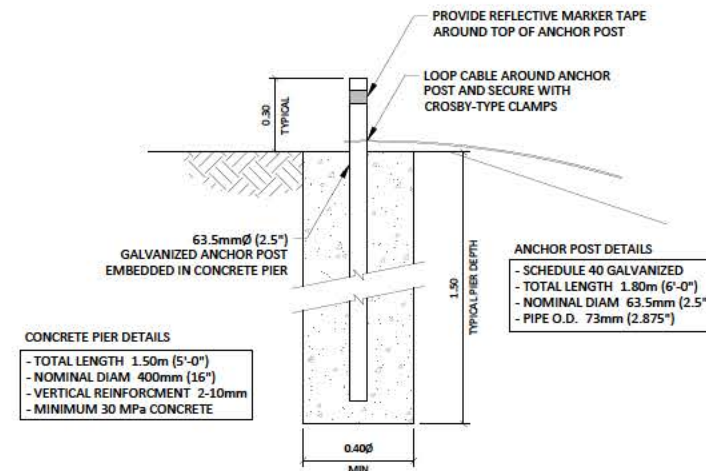 PROVIDE REFLECTIVE MARKER TAPE
AROUND TOP OF ANCHOR POST
LOOP CABLE AROUND ANCHOR
POST AND SECURE WITH
CROSBY-TYPE CLAMPS
0.30
TYPICAL
63.5mmØ (2.5")
GALVANIZED ANCHOR POST
EMBEDDED IN CONCRETE PIER
1.50
TYPICAL PIER DEPTH
ANCHOR POST DETAILS
- SCHEDULE 40 GALVANIZED
- TOTAL LENGTH 1.80m (6'-0")
- NOMINAL DIAM 63.5mm (2.5"
- PIPE O.D. 73mm (2.875")
CONCRETE PIER DETAILS
- TOTAL LENGTH 1.50m (5'-0")
- NOMINAL DIAM 400mm (16")
- VERTICAL REINFORCMENT 2-10mm
- MINIMUM 30 MPa CONCRETE
0.40Ø
MIN